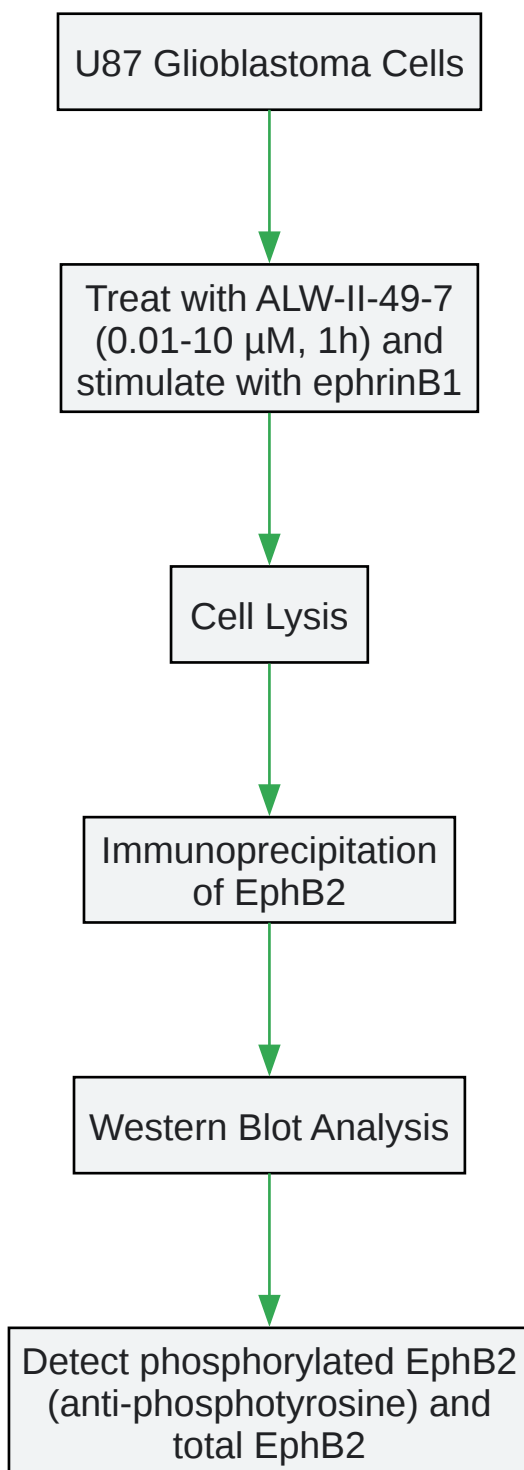 U87 Glioblastoma Cells
Treat with ALW-II-49-7
(0.01-10 µM, 1h) and
stimulate with ephrinB1
Cell Lysis
Immunoprecipitation
of EphB2
Western Blot Analysis
Detect phosphorylated EphB2
(anti-phosphotyrosine) and
total EphB2